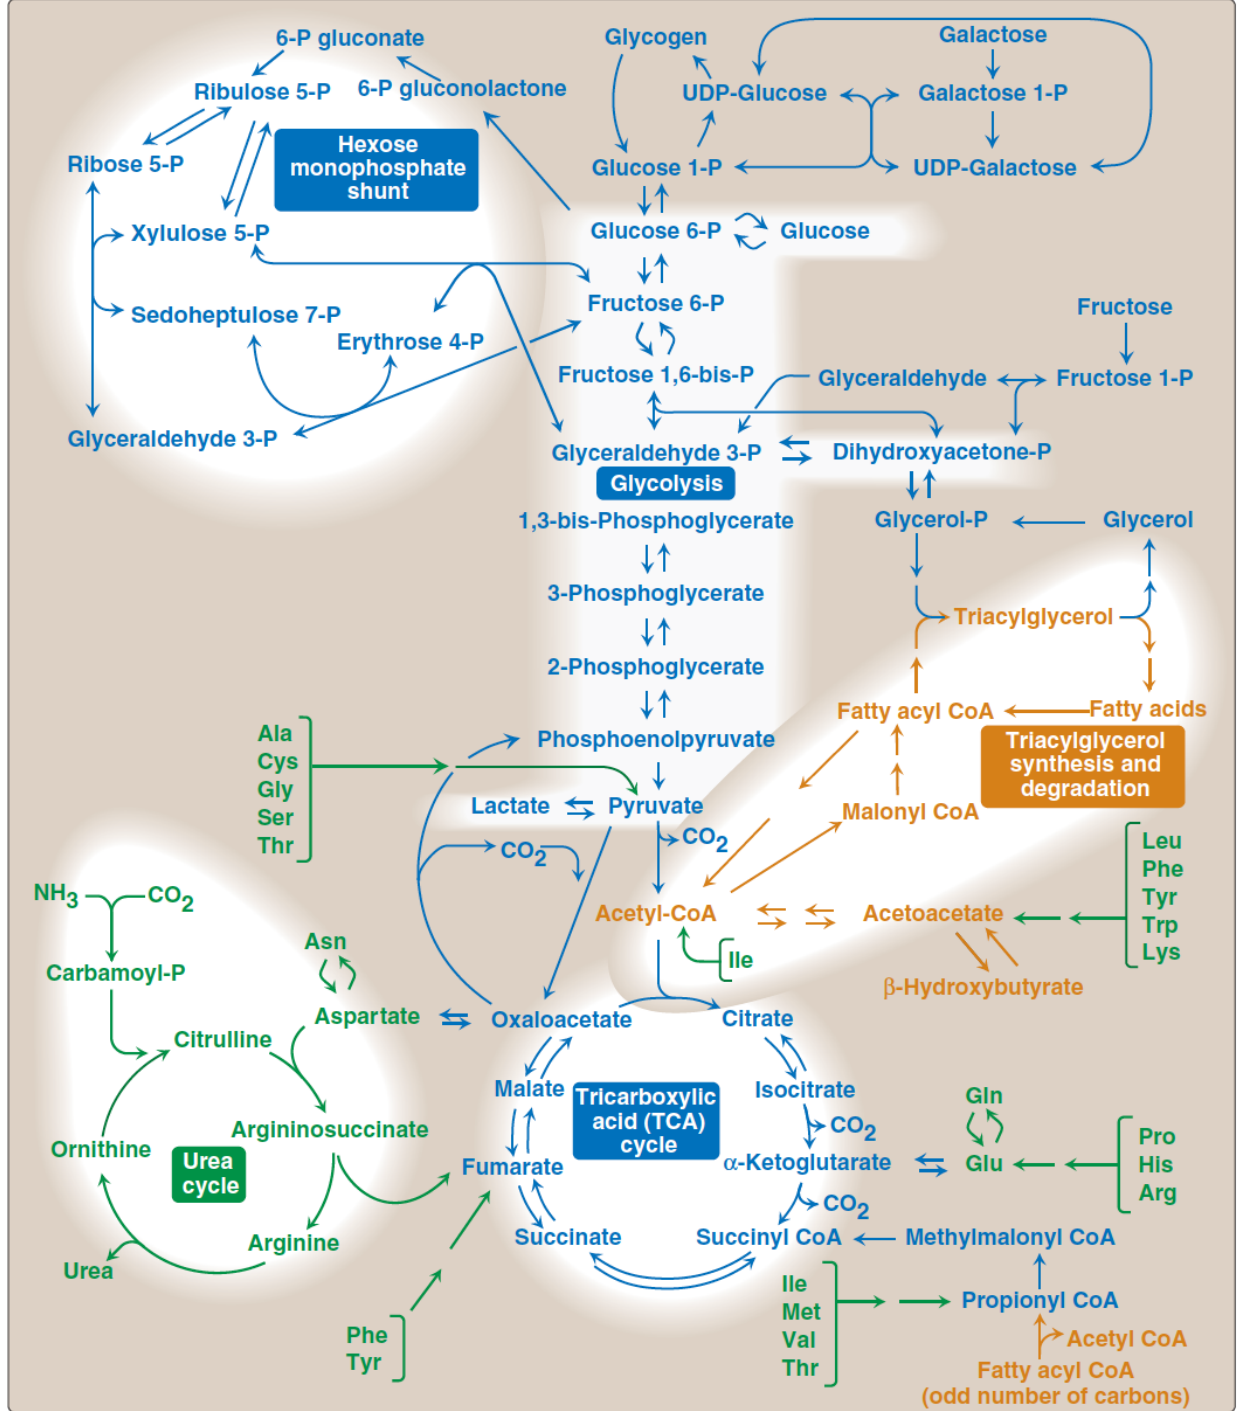 6-P gluconate
Ribulose 5-P
6-P gluconolactone
Ribose 5-P
Hexose
monophosphate
shunt
Xylulose 5-P
Sedoheptulose 7-P
Erythrose 4-P
Glyceraldehyde 3-P
Glycogen
UDP-Glucose
Galactose
Galactose 1-P
Glucose 1-P
UDP-Galactose
Glucose 6-P
Glucose
Fructose 6-P
Fructose
Fructose 1,6-bis-P
Glyceraldehyde
Fructose 1-P
Glyceraldehyde 3-P
Dihydroxyacetone-P
Glycolysis
1,3-bis-Phosphoglycerate
Glycerol-P
Glycerol
3-Phosphoglycerate
Triacylglycerol
2-Phosphoglycerate
Fatty acyl CoA
Fatty acids
Triacylglycerol
synthesis and
degradation
Phosphoenolpyruvate
Ala
Cys
Gly
Ser
Thr
Lactate
Pyruvate
Malonyl CoA
CO2
CO2
Leu
Phe
Tyr
Trp
Lys
Acetyl-CoA
Acetoacetate
Ile
β-Hydroxybutyrate
NH3
CO2
Carbamoyl-P
Asn
Aspartate
Citrulline
Argininosuccinate
Ornithine
Urea
cycle
Arginine
Urea
Oxaloacetate
Citrate
Malate
Tricarboxylic
acid (TCA)
cycle
Isocitrate
CO2
Fumarate
α-Ketoglutarate
Gln
Glu
Pro
His
Arg
CO2
Succinate
Succinyl CoA
Methylmalonyl CoA
Ile
Met
Val
Thr
Propionyl CoA
Phe
Tyr
Acetyl CoA
Fatty acyl CoA
(odd number of carbons)